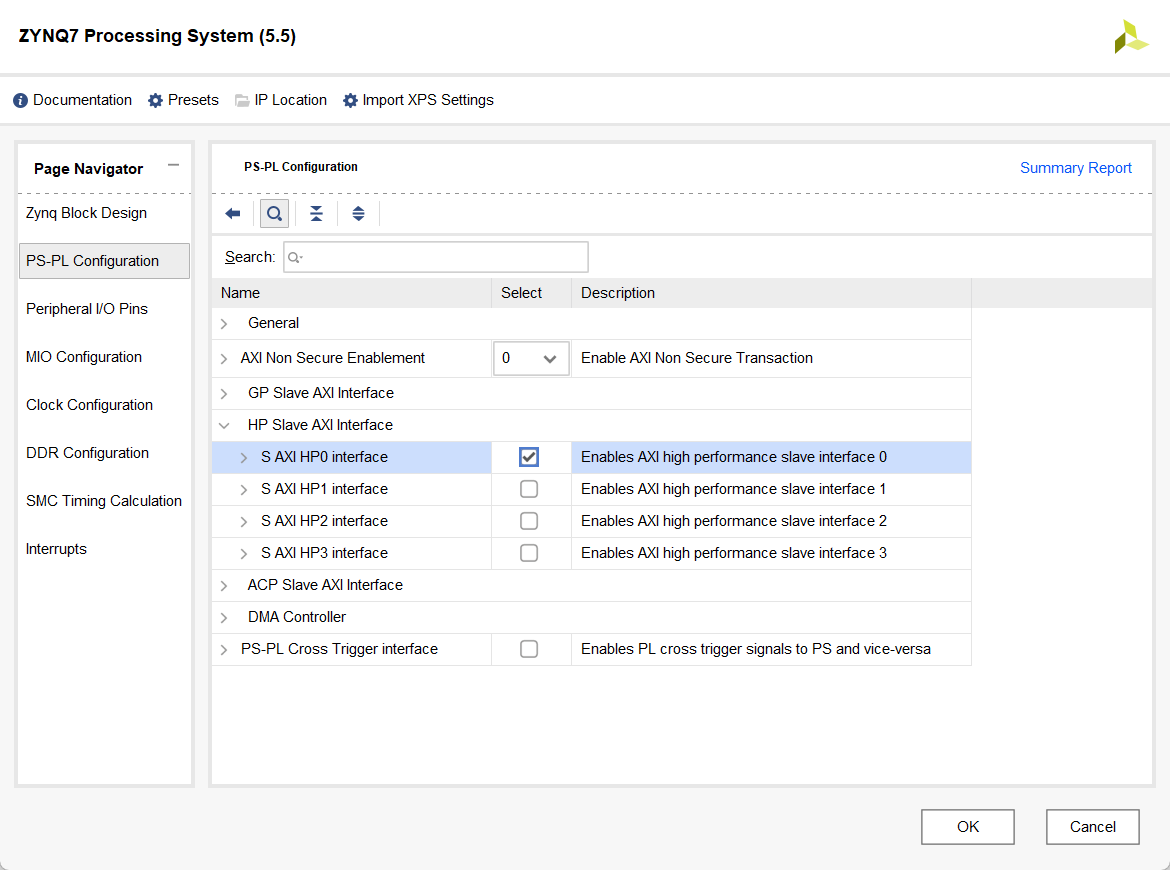 ZYNQ7 Processing System (5.5)
Documentation Presets IP Location Import XPS Settings
Page Navigator
Zynq Block Design
PS-PL Configuration
Peripheral I/O Pins
MIO Configuration
Clock Configuration
DDR Configuration
SMC Timing Calculation
Interrupts
PS-PL Configuration Summary Report
Search:
Name Select Description
General
AXI Non Secure Enablement 0 Enable AXI Non Secure Transaction
GP Slave AXI Interface
HP Slave AXI Interface
S AXI HP0 interface Enables AXI high performance slave interface 0
S AXI HP1 interface Enables AXI high performance slave interface 1
S AXI HP2 interface Enables AXI high performance slave interface 2
S AXI HP3 interface Enables AXI high performance slave interface 3
ACP Slave AXI Interface
DMA Controller
PS-PL Cross Trigger interface Enables PL cross trigger signals to PS and vice-versa
OK Cancel